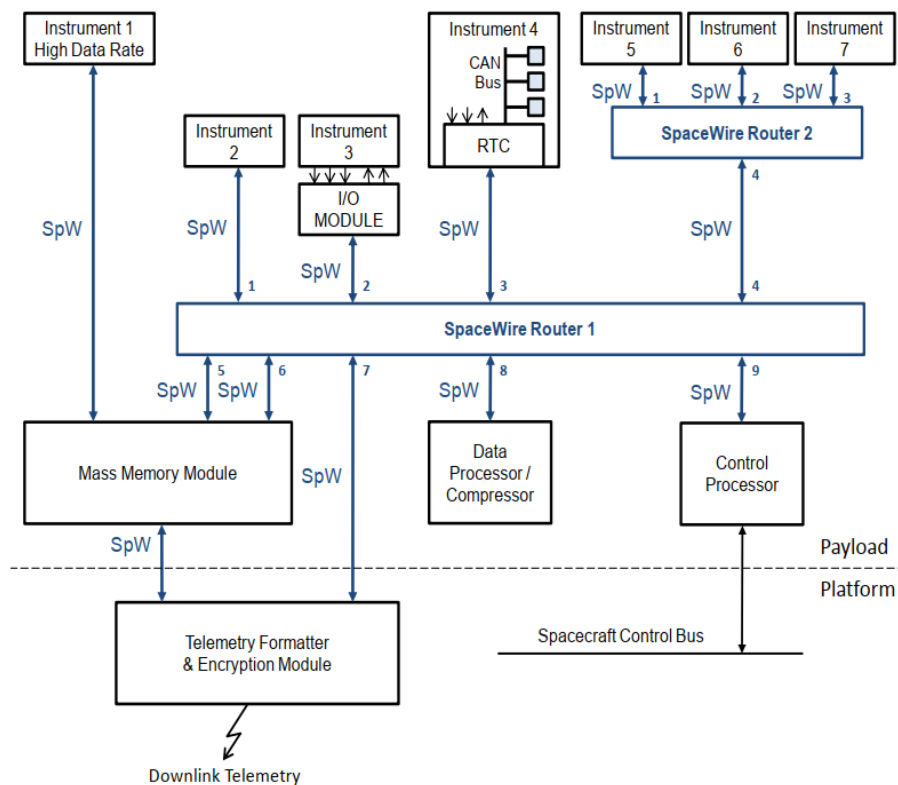 Instrument 1
High Data Rate
Instrument 4
CAN
Bus
RTC
Instrument
5
Instrument
6
Instrument
7
SpW
1
SpW
2
SpW
3
SpaceWire Router 2
4
Instrument
2
Instrument
3
I/O
MODULE
SpW
SpW
SpW
SpW
SpW
1
2
3
4
SpaceWire Router 1
5
6
7
8
9
SpW
SpW
SpW
SpW
Mass Memory Module
SpW
Data
Processor /
Compressor
Control
Processor
SpW
Payload
Platform
Telemetry Formatter
& Encryption Module
Spacecraft Control Bus
Downlink Telemetry